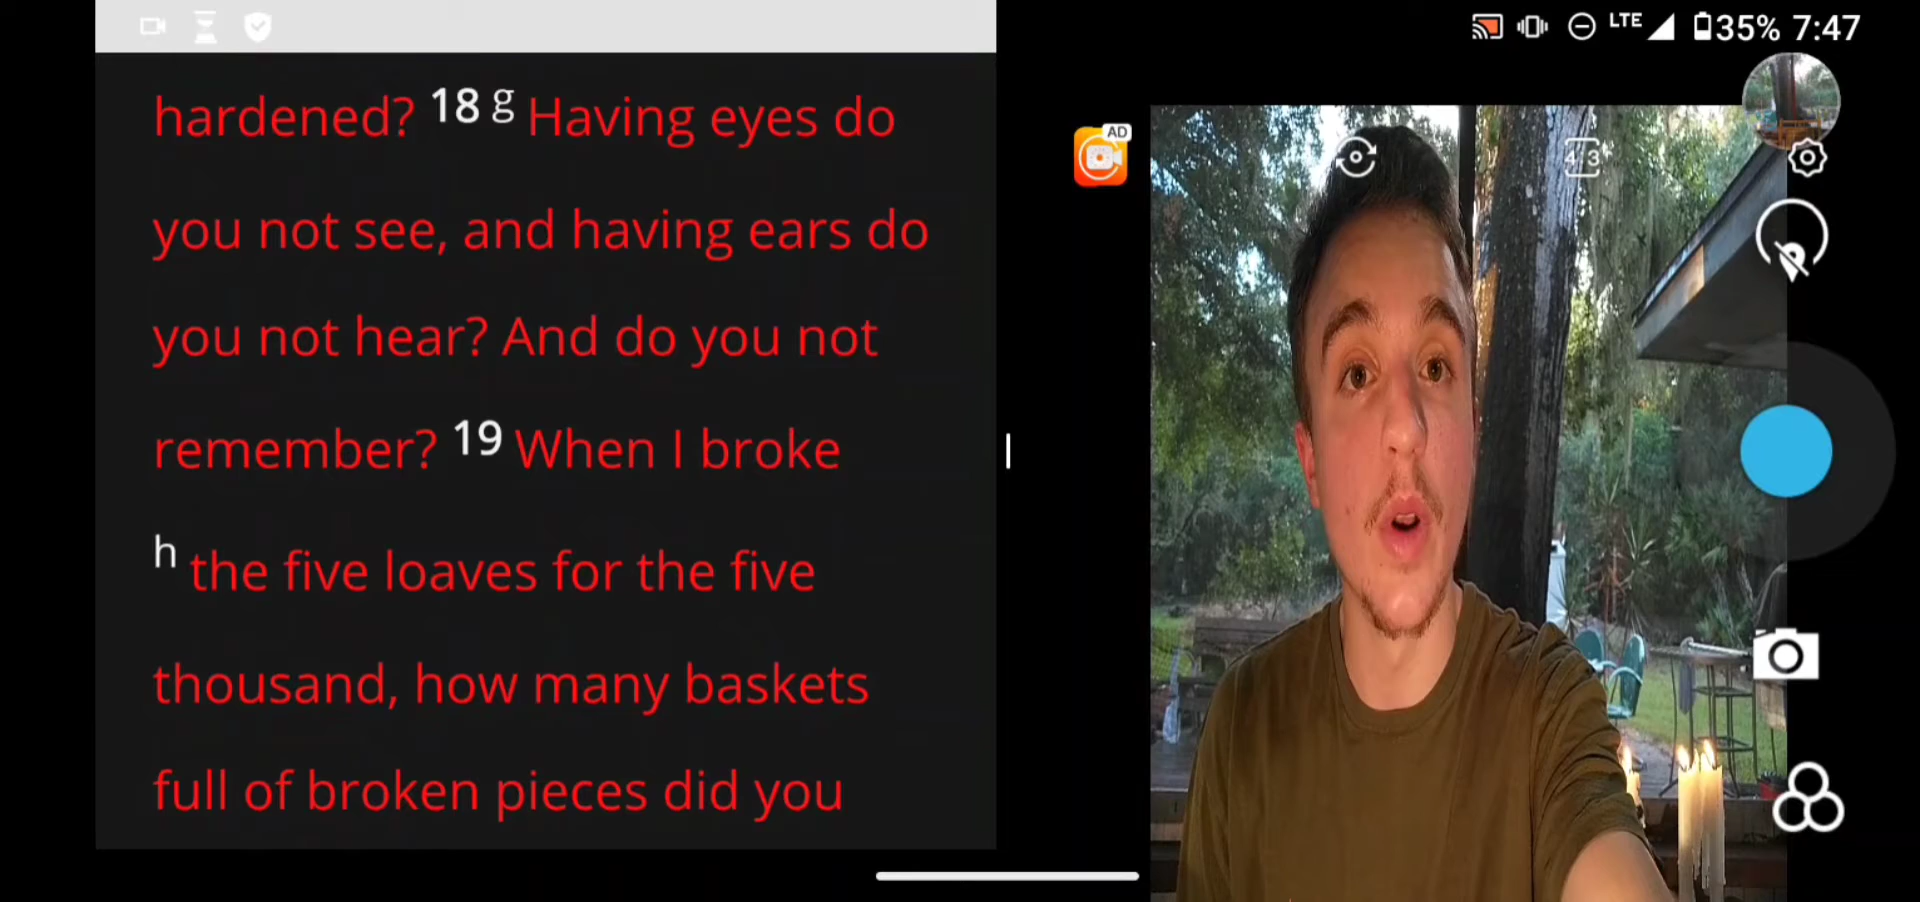 LTE 35% 7:47
hardened? 18 g Having eyes do
you not see, and having ears do
you not hear? And do you not
remember? 19 When I broke
h the five loaves for the five
thousand, how many baskets
full of broken pieces did you
AD
4:3